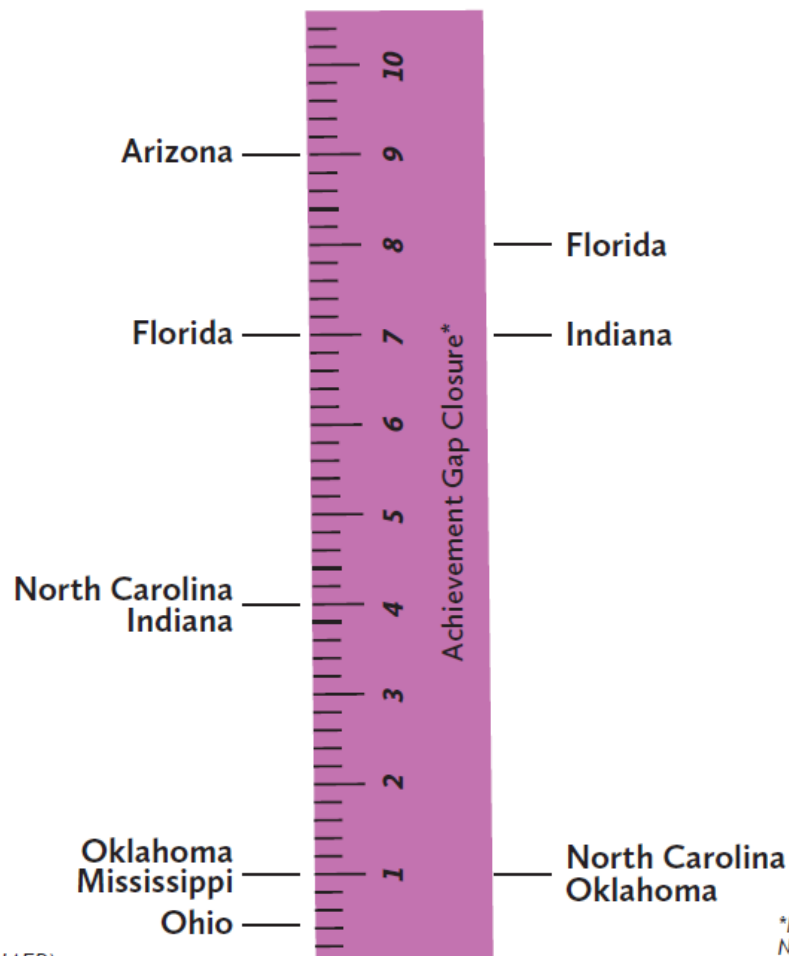 10
Arizona
9
8
Florida
Florida
7
Indiana
Achievement Gap Closure*
6
5
North Carolina
Indiana
4
3
2
Oklahoma
Mississippi
1
North Carolina
Oklahoma
Ohio